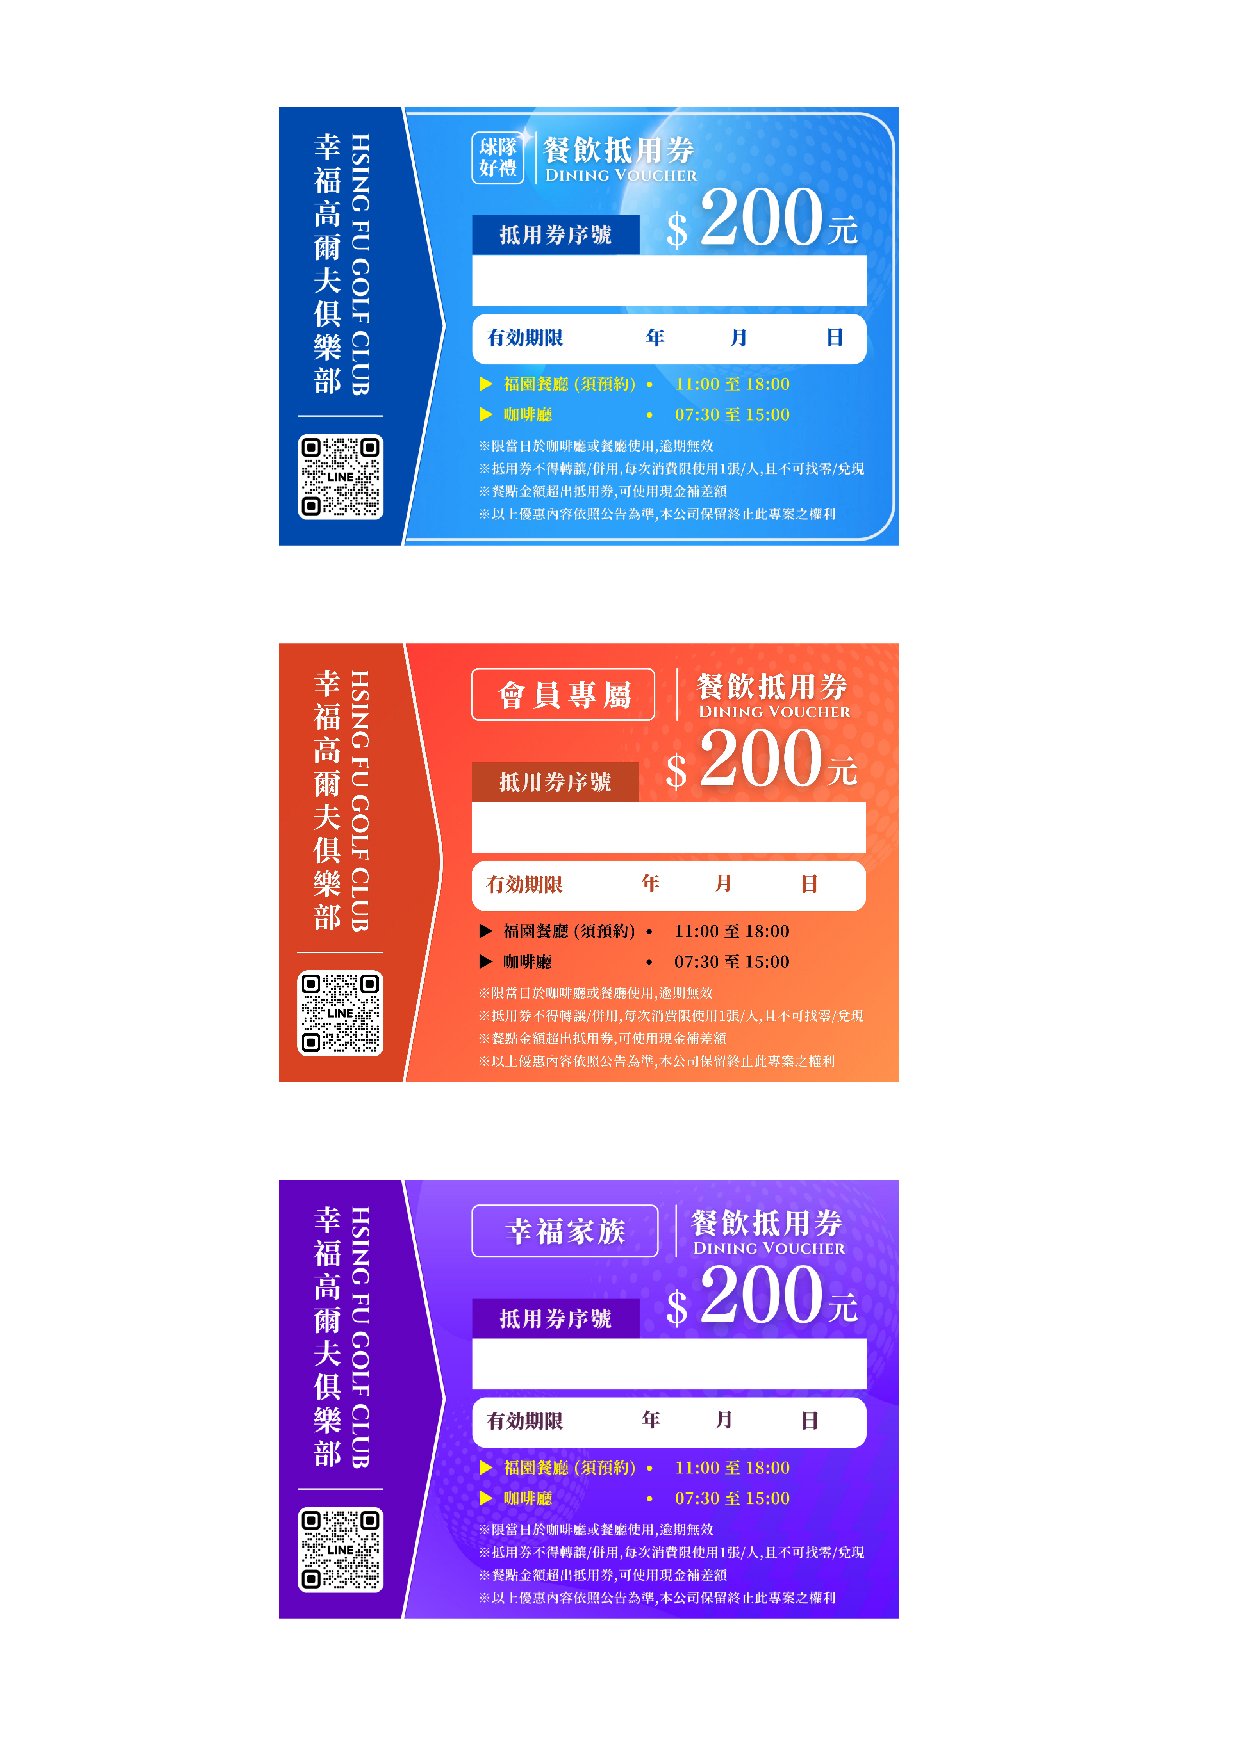 幸福高爾夫俱樂部
HSING FU GOLF CLUB
LINE
球隊
好禮
餐飲抵用券
DINING VOUCHER
$ 200元
抵用券序號
有効期限 年 月 日
▶ 福園餐廳 (須預約) • 11:00 至 18:00
▶ 咖啡廳 • 07:30 至 15:00
※限當日於咖啡廳或餐廳使用,逾期無效
※抵用券不得轉讓/併用,每次消費限使用1張/人,且不可找零/兌現
※餐點金額超出抵用券,可使用現金補差額
※以上優惠內容依照公告為準,本公司保留終止此專案之權利
幸福高爾夫俱樂部
HSING FU GOLF CLUB
LINE
會員專屬
餐飲抵用券
DINING VOUCHER
$ 200元
抵用券序號
有効期限 年 月 日
▶ 福園餐廳 (須預約) • 11:00 至 18:00
▶ 咖啡廳 • 07:30 至 15:00
※限當日於咖啡廳或餐廳使用,逾期無效
※抵用券不得轉讓/併用,每次消費限使用1張/人,且不可找零/兌現
※餐點金額超出抵用券,可使用現金補差額
※以上優惠內容依照公告為準,本公司保留終止此專案之權利
幸福高爾夫俱樂部
HSING FU GOLF CLUB
LINE
幸福家族
餐飲抵用券
DINING VOUCHER
$ 200元
抵用券序號
有効期限 年 月 日
▶ 福園餐廳 (須預約) • 11:00 至 18:00
▶ 咖啡廳 • 07:30 至 15:00
※限當日於咖啡廳或餐廳使用,逾期無效
※抵用券不得轉讓/併用,每次消費限使用1張/人,且不可找零/兌現
※餐點金額超出抵用券,可使用現金補差額
※以上優惠內容依照公告為準,本公司保留終止此專案之權利